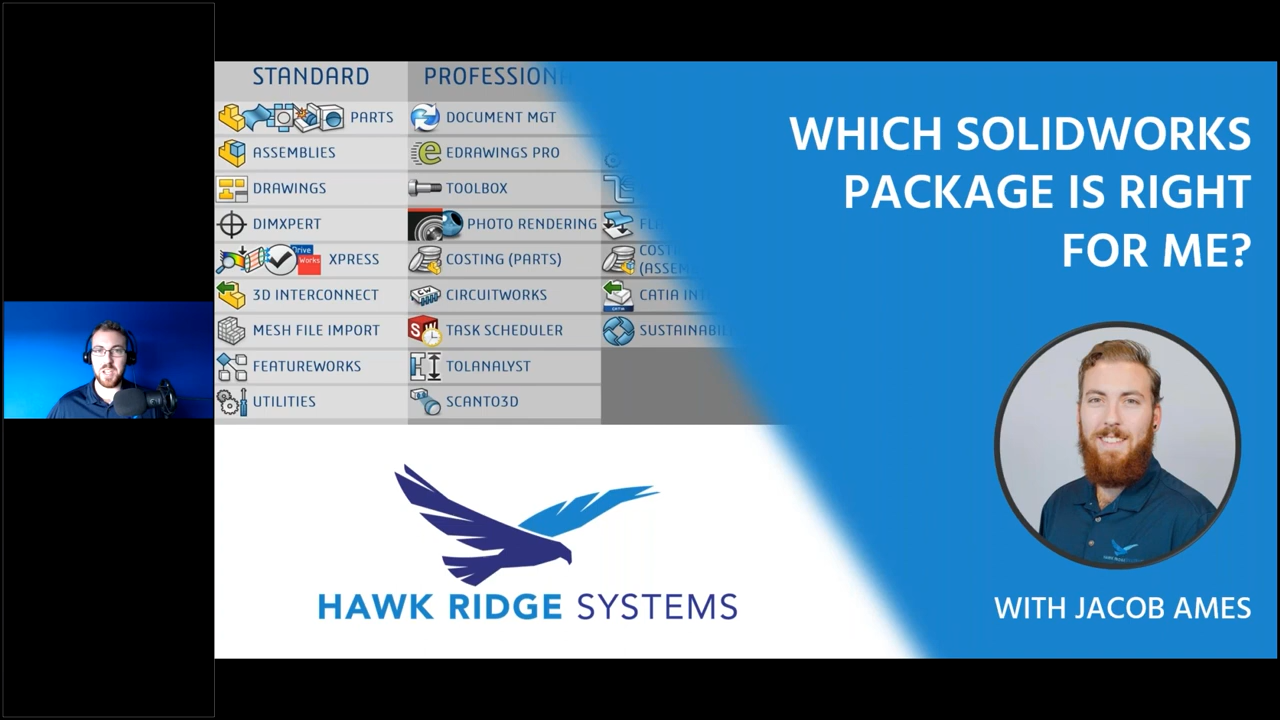 STANDARD
PARTS
ASSEMBLIES
DRAWINGS
DIMXPERT
Drive
Works
XPRESS
3D INTERCONNECT
MESH FILE IMPORT
FEATUREWORKS
UTILITIES
DOCUMENT MGT
EDRAWINGS PRO
TOOLBOX
PHOTO RENDERING
COSTING (PARTS)
CIRCUITWORKS
TASK SCHEDULER
TOLANALYST
SCANTO3D
WHICH SOLIDWORKS
PACKAGE IS RIGHT
FOR ME?
HAWK RIDGE SYSTEMS
WITH JACOB AMES